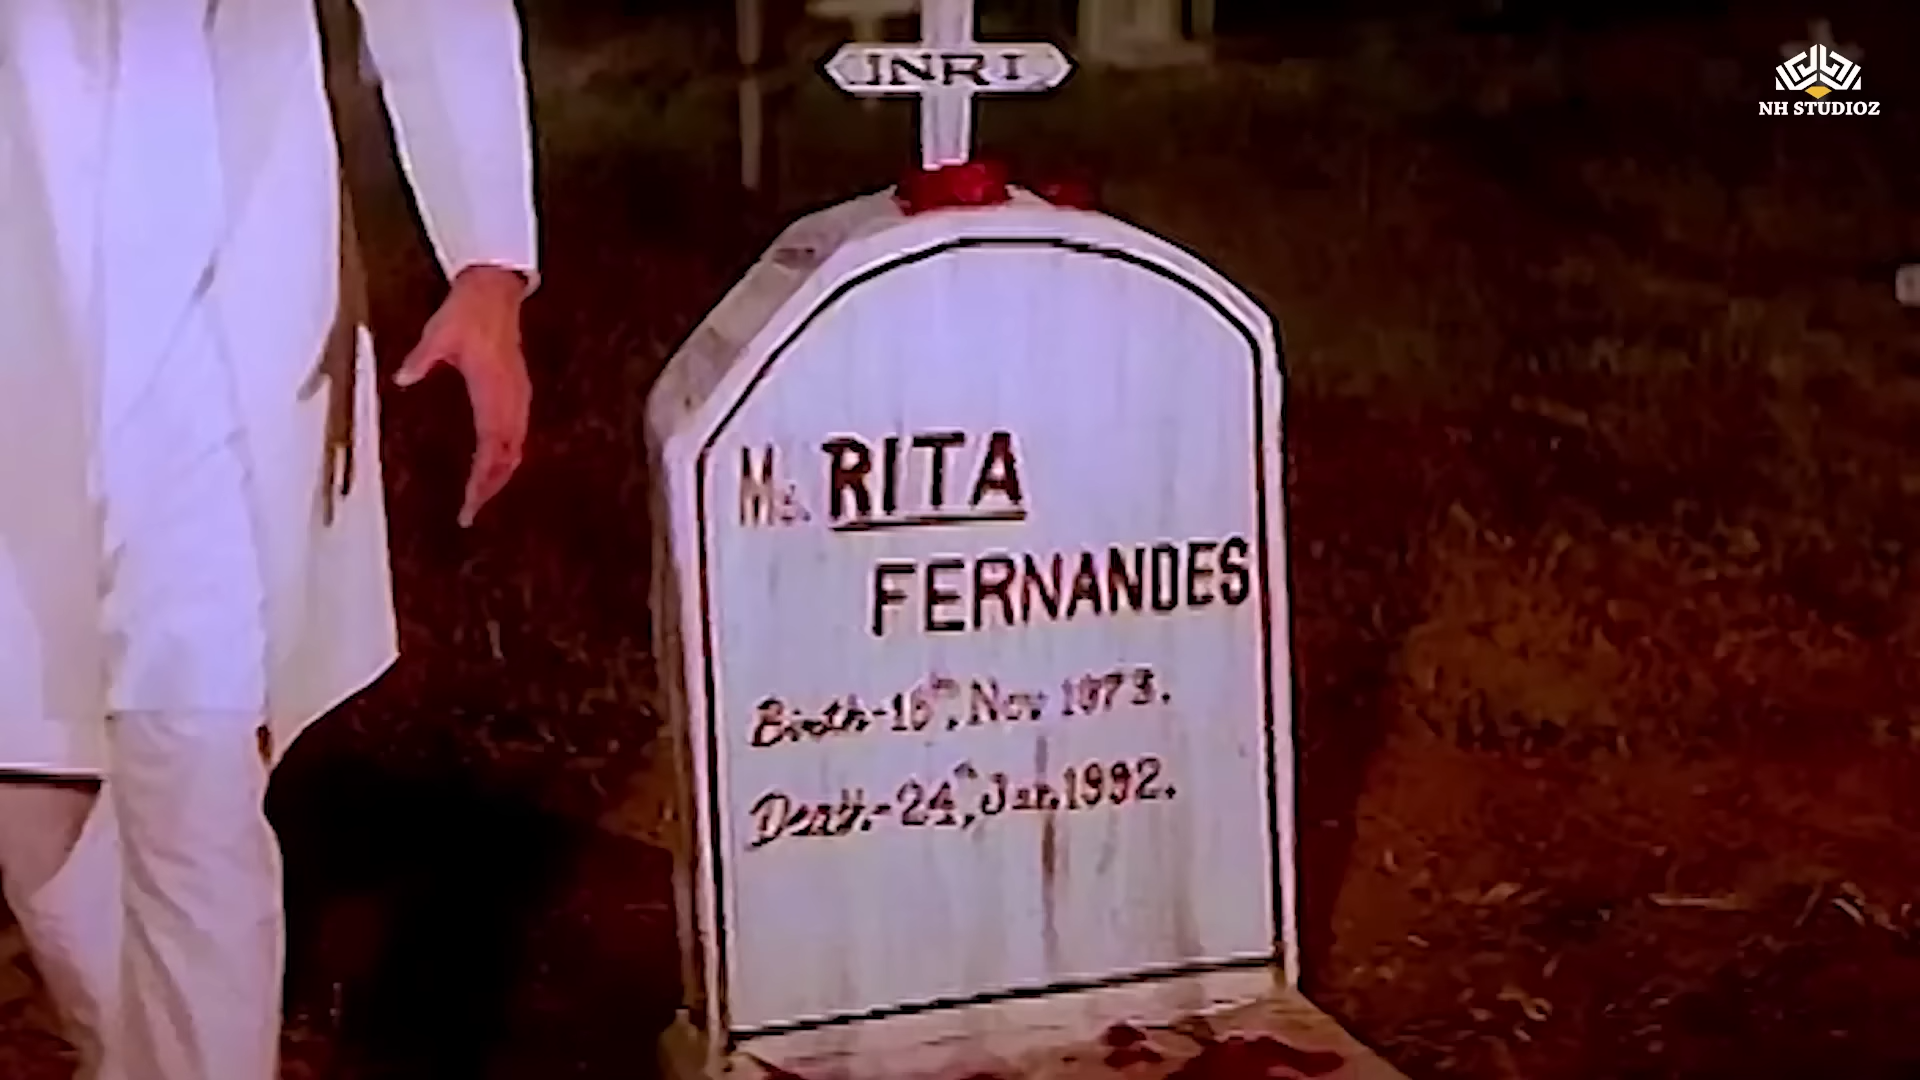 INRI
NH STUDIOZ
Ms. RITA
FERNANDES
Birth-16th, Nov 1973.
Death-24th, Jan, 1992.